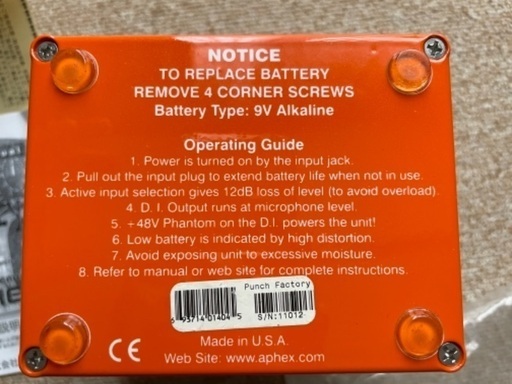 NOTICE
TO REPLACE BATTERY
REMOVE 4 CORNER SCREWS
Battery Type: 9V Alkaline
Operating Guide
1. Power is turned on by the input jack.
2. Pull out the input plug to extend battery life when not in use.
3. Active input selection gives 12dB loss of level (to avoid overload).
4. D. I. Output runs at microphone level.
5. +48V Phantom on the D.I. powers the unit!
6. Low battery is indicated by high distortion.
7. Avoid exposing unit to excessive moisture.
8. Refer to manual or web site for complete instructions.
Punch Factory
S/N:11012
CE
Made in U.S.A.
Web Site: www.aphex.com